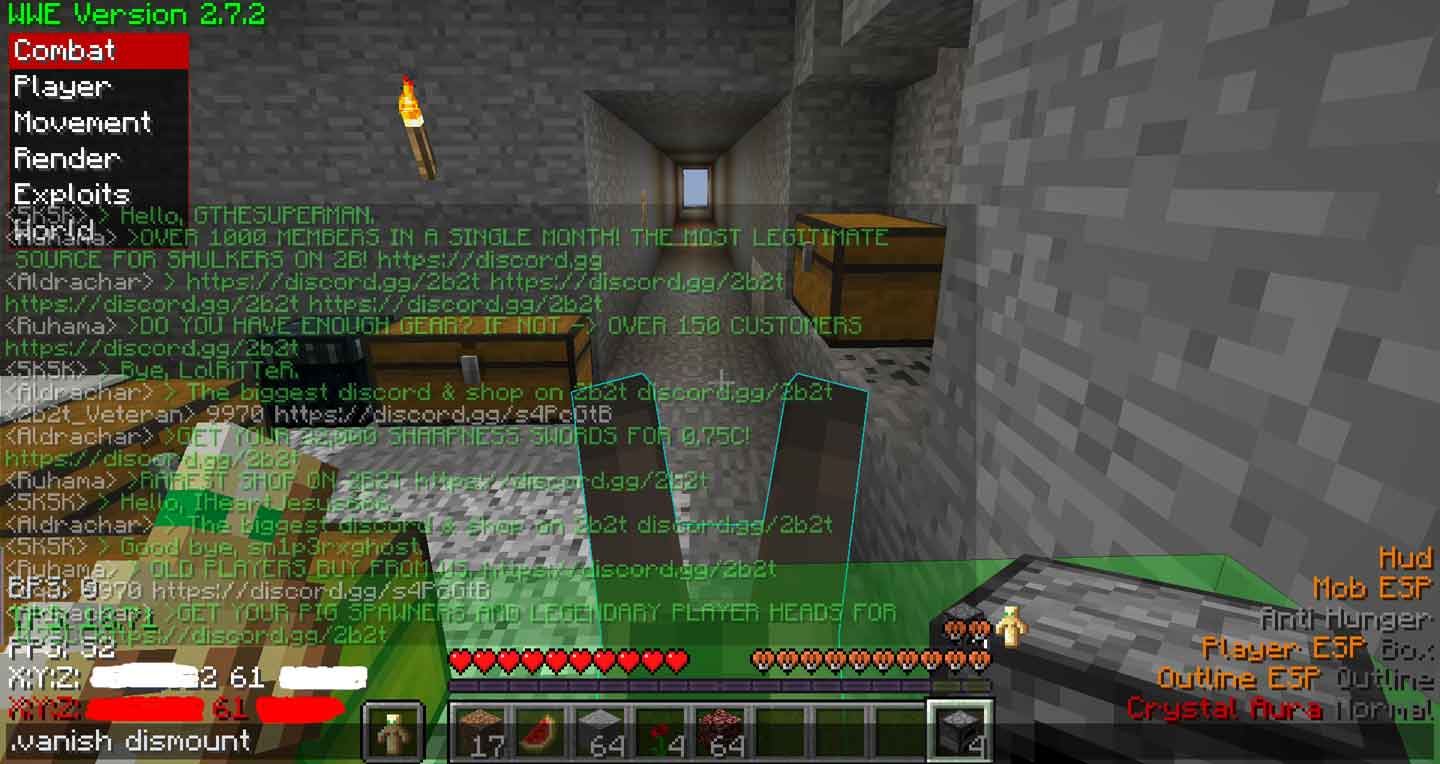 WWE Version 2.7.2
Combat
Player
Movement
Render
Exploits
World
<5K5K> > Hello, GTHESUPERMAN.
<Ruhama> >OVER 1000 MEMBERS IN A SINGLE MONTH! THE MOST LEGITIMATE
SOURCE FOR SHULKERS ON 2B! https://discord.gg
<Aldrachar> > https://discord.gg/2b2t https://discord.gg/2b2t
https://discord.gg/2b2t https://discord.gg/2b2t
<Ruhama> >DO YOU HAVE ENOUGH GEAR? IF NOT -> OVER 150 CUSTOMERS
https://discord.gg/2b2t
<5K5K> > Bye, LolRiTTeR.
<Aldrachar> > The biggest discord & shop on 2b2t discord.gg/2b2t
<2b2t_Veteran> 9970 https://discord.gg/s4PcGtB
<Aldrachar> >GET YOUR 32,000 SHARPNESS SWORDS FOR 0,75C!
https://discord.gg/2b2t
<Ruhama> >RAREST SHOP ON 2B2T https://discord.gg/2b2t
<5K5K> > Hello, IHeartJesus666.
<Aldrachar> > The biggest discord & shop on 2b2t discord.gg/2b2t
<5K5K> > Good bye, sn1p3rxghost.
<Ruhama> > OLD PLAYERS BUY FROM US https://discord.gg/2b2t
9970 https://discord.gg/s4PcGtB
<Aldrachar> >GET YOUR PIG SPAWNERS AND LEGENDARY PLAYER HEADS FOR
https://discord.gg/2b2t
FPS: 52
X:Y:Z: 2 61
X:Y:Z: 61
.vanish dismount
Hud
Mob ESP
Anti Hunger
Player ESP Box
Outline ESP Outline
Crystal Aura Normal
17 64 4 64 4